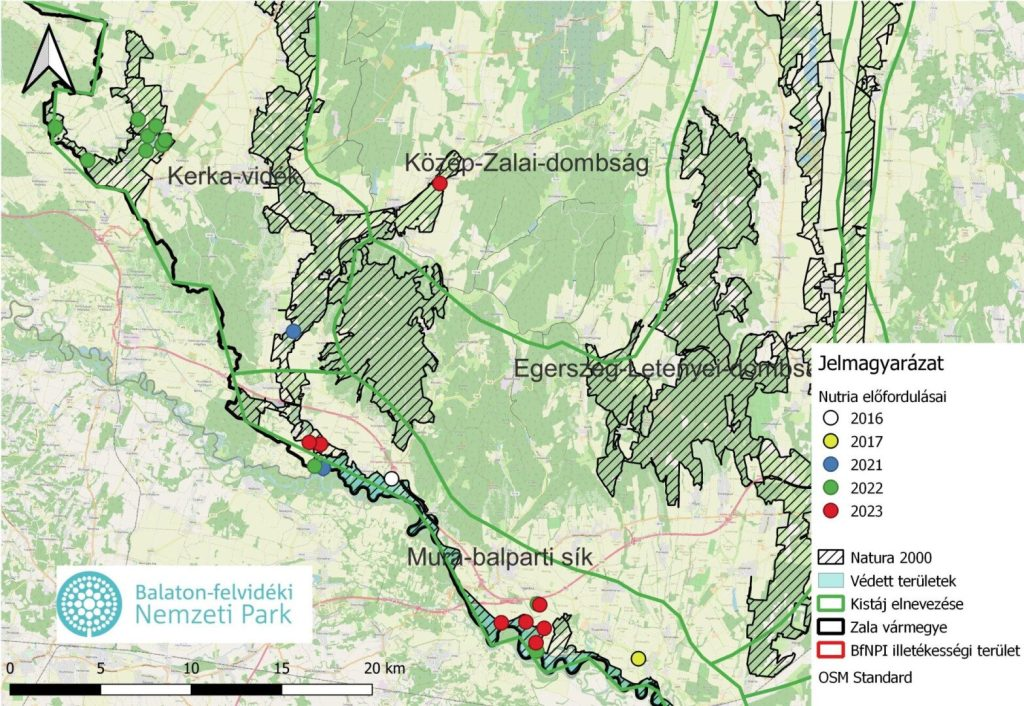 Kerka-vidék
Közép-Zalai-dombság
Egerszeg-Letenyei-dombsá
Mura-balparti sík
Balaton-felvidéki
Nemzeti Park
0 5 10 15 20 km
Jelmagyarázat
Nutria előfordulásai
2016
2017
2021
2022
2023
Natura 2000
Védett területek
Kistáj elnevezése
Zala vármegye
BfNPI illetékességi terület
OSM Standard